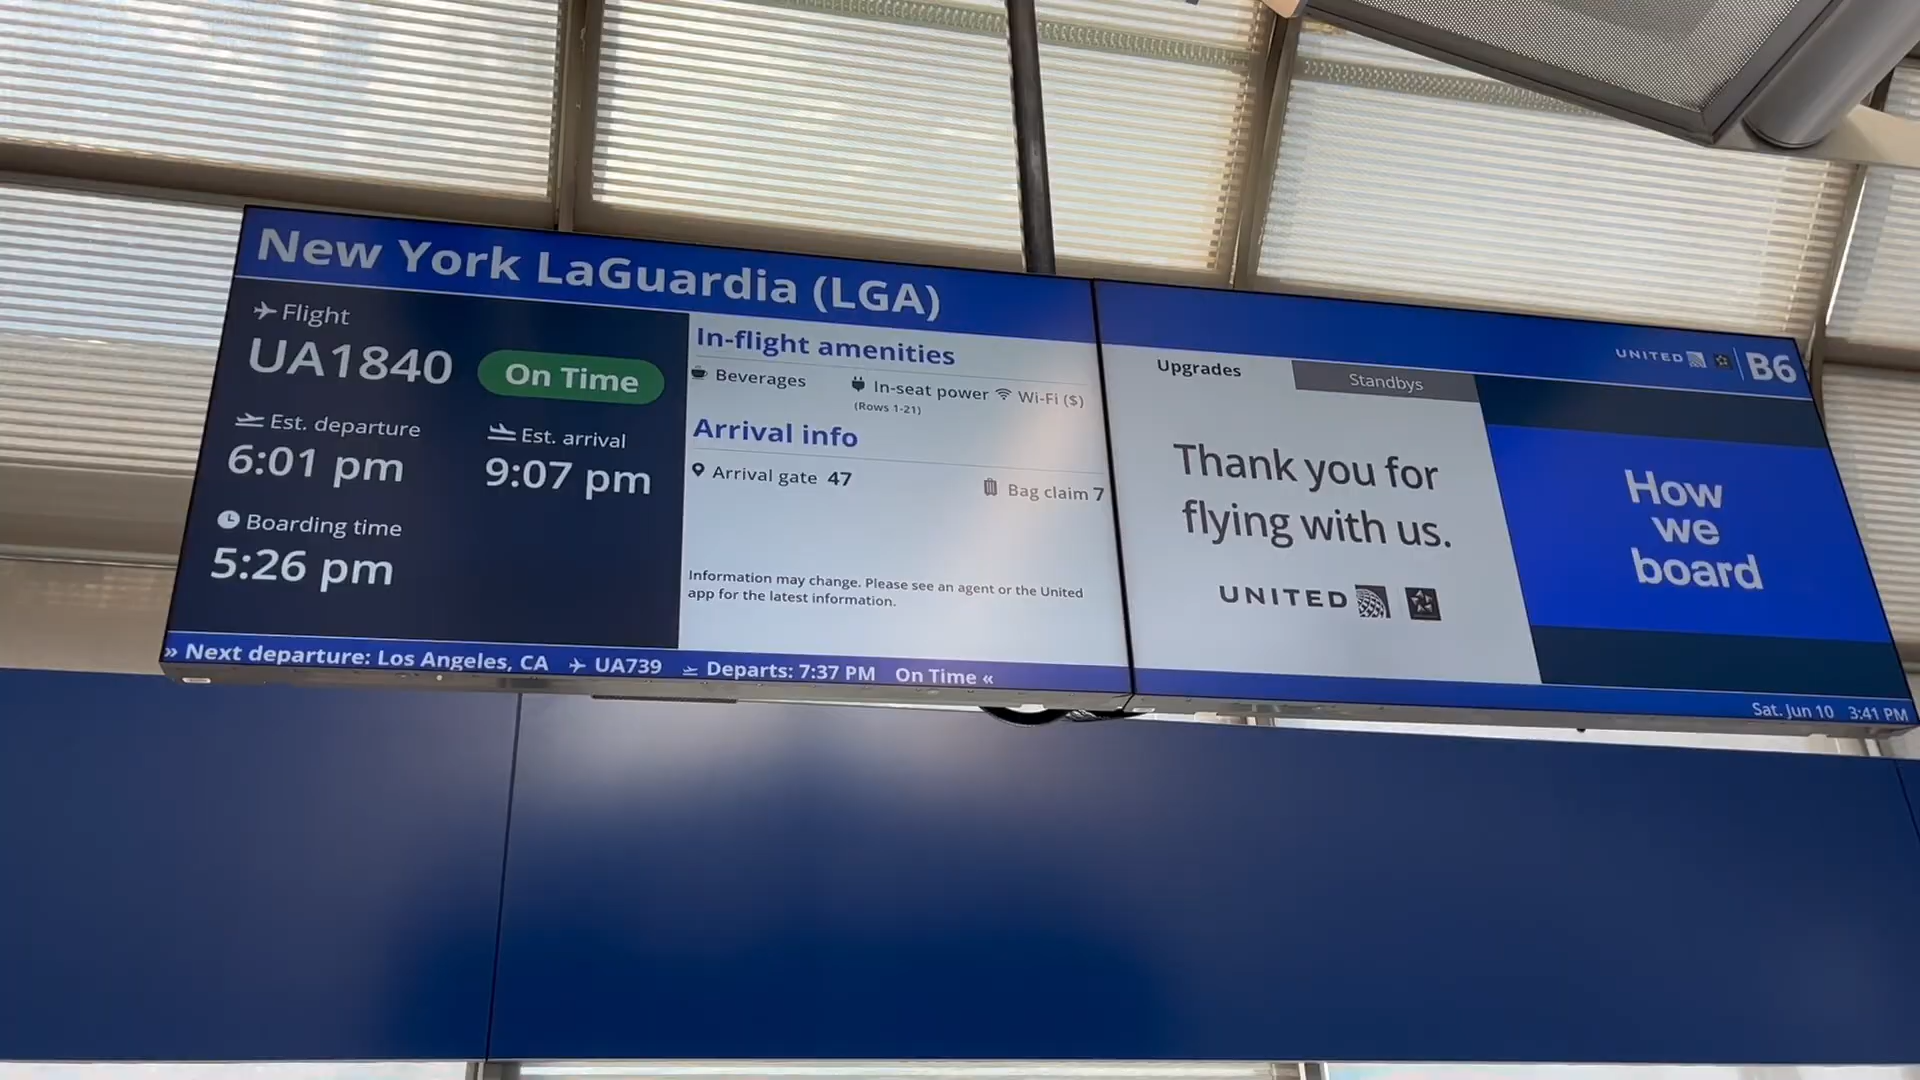 New York LaGuardia (LGA)
Flight
UA1840
On Time
Est. departure
6:01 pm
Est. arrival
9:07 pm
Boarding time
5:26 pm
In-flight amenities
Beverages
In-seat power
(Rows 1-21)
Wi-Fi ($)
Arrival info
Arrival gate 47
Bag claim 7
Information may change. Please see an agent or the United
app for the latest information.
» Next departure: Los Angeles, CA UA739 Departs: 7:37 PM On Time «
UNITED B6
Upgrades
Standbys
Thank you for
flying with us.
UNITED
How
we
board
Sat. Jun 10 3:41 PM